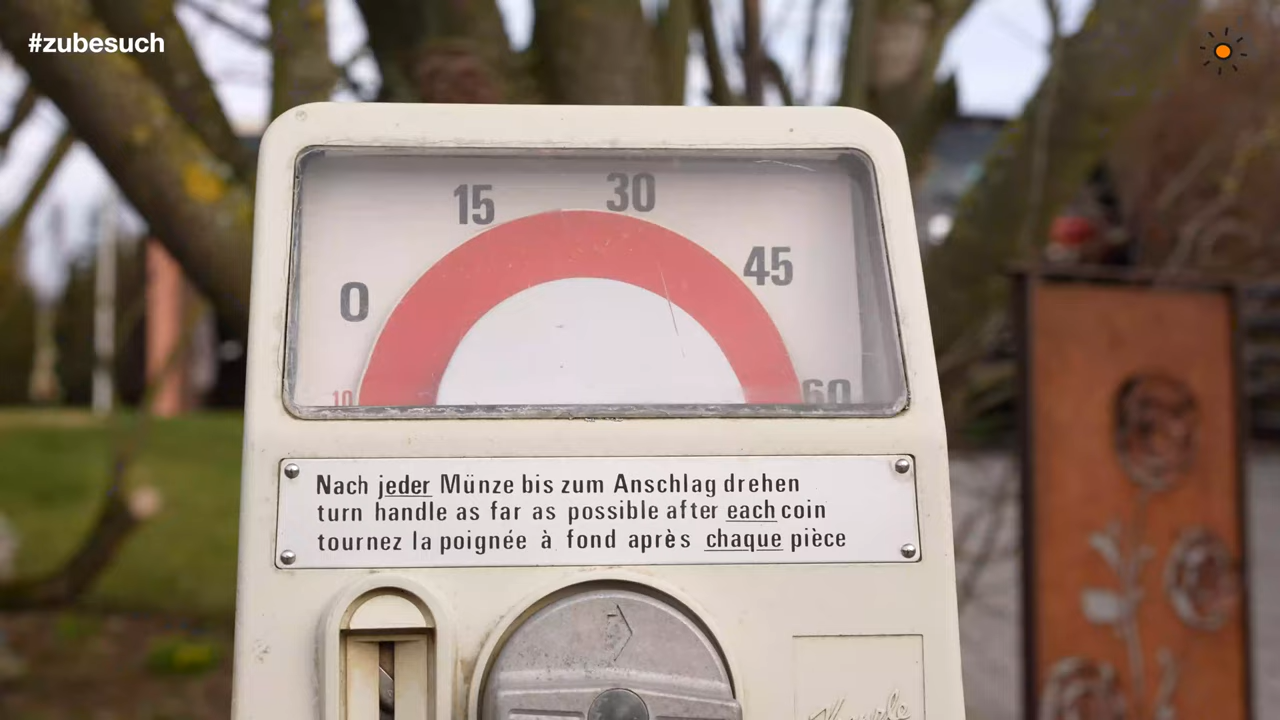 #zubesuch
15
30
0
45
10
60
Nach jeder Münze bis zum Anschlag drehen
turn handle as far as possible after each coin
tournez la poignée à fond après chaque pièce